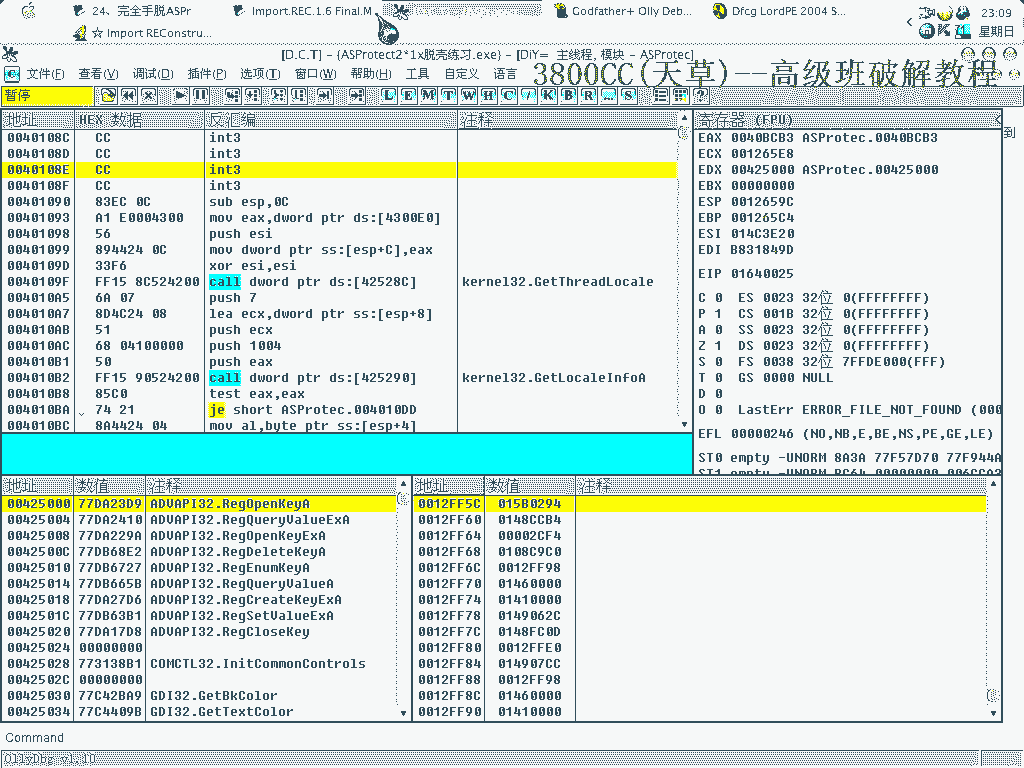 24、完全手脱ASPr
Import.REC.1.6 Final.M
Godfather+ Olly Deb...
Dfcg LordPE 2004 S...
23:09
☆ Import REConstru...
星期日
[D.C.T] - {ASProtect2*1x脱壳练习.exe} - [DiY= 主线程, 模块 - ASProtec]
文件(F) 查看(V) 调试(D) 插件(P) 选项(T) 窗口(W) 帮助(H) 工具 自定义 语言
3800CC(天草)--高级班破解教程
暂停
L E M T W H C / K B R ... S
地址 HEX 数据 反汇编 注释
0040108C CC int3
0040108D CC int3
0040108E CC int3
0040108F CC int3
00401090 83EC 0C sub esp,0C
00401093 A1 E0004300 mov eax,dword ptr ds:[4300E0]
00401098 56 push esi
00401099 894424 0C mov dword ptr ss:[esp+C],eax
0040109D 33F6 xor esi,esi
0040109F FF15 8C524200 call dword ptr ds:[42528C] kernel32.GetThreadLocale
004010A5 6A 07 push 7
004010A7 8D4C24 08 lea ecx,dword ptr ss:[esp+8]
004010AB 51 push ecx
004010AC 68 04100000 push 1004
004010B1 50 push eax
004010B2 FF15 90524200 call dword ptr ds:[425290] kernel32.GetLocaleInfoA
004010B8 85C0 test eax,eax
004010BA 74 21 je short ASProtec.004010DD
004010BC 8A4424 04 mov al,byte ptr ss:[esp+4]
寄存器 (FPU)
到
EAX 0040BCB3 ASProtec.0040BCB3
ECX 001265E8
EDX 00425000 ASProtec.00425000
EBX 00000000
ESP 0012659C
EBP 001265C4
ESI 014C3E20
EDI B831849D
EIP 01640025
C 0 ES 0023 32位 0(FFFFFFFF)
P 1 CS 001B 32位 0(FFFFFFFF)
A 0 SS 0023 32位 0(FFFFFFFF)
Z 1 DS 0023 32位 0(FFFFFFFF)
S 0 FS 0038 32位 7FFDE000(FFF)
T 0 GS 0000 NULL
D 0
O 0 LastErr ERROR_FILE_NOT_FOUND (000
EFL 00000246 (NO,NB,E,BE,NS,PE,GE,LE)
ST0 empty -UNORM 8A3A 77F57D70 77F944A
地址 数值 注释
00425000 77DA23D9 ADVAPI32.RegOpenKeyA
00425004 77DA2410 ADVAPI32.RegQueryValueExA
00425008 77DA229A ADVAPI32.RegOpenKeyExA
0042500C 77DB68E2 ADVAPI32.RegDeleteKeyA
00425010 77DB6727 ADVAPI32.RegEnumKeyA
00425014 77DB665B ADVAPI32.RegQueryValueA
00425018 77DA27D6 ADVAPI32.RegCreateKeyExA
0042501C 77DB63B1 ADVAPI32.RegSetValueExA
00425020 77DA17D8 ADVAPI32.RegCloseKey
00425024 00000000
00425028 773138B1 COMCTL32.InitCommonControls
0042502C 00000000
00425030 77C42BA9 GDI32.GetBkColor
00425034 77C4409B GDI32.GetTextColor
地址 数值 注释
0012FF5C 015B0294
0012FF60 0148CCB4
0012FF64 00002CF4
0012FF68 0108C9C0
0012FF6C 0012FF98
0012FF70 01460000
0012FF74 01410000
0012FF78 0149062C
0012FF7C 0148FC0D
0012FF80 0012FFE0
0012FF84 014907CC
0012FF88 0012FF98
0012FF8C 01460000
0012FF90 01410000
Command
OllyDbg v1.10